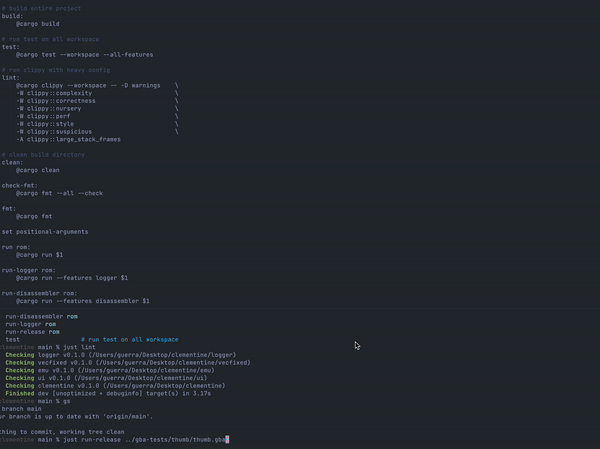 # build entire project
build:
@cargo build
# run test on all workspace
test:
@cargo test --workspace --all-features
# run clippy with heavy config
lint:
@cargo clippy --workspace -- -D warnings \
-W clippy::complexity \
-W clippy::correctness \
-W clippy::nursery \
-W clippy::perf \
-W clippy::style \
-W clippy::suspicious \
-A clippy::large_stack_frames
# clean build directory
clean:
@cargo clean
check-fmt:
@cargo fmt --all --check
fmt:
@cargo fmt
set positional-arguments
run rom:
@cargo run $1
run-logger rom:
@cargo run --features logger $1
run-disassembler rom:
@cargo run --features disassembler $1
run-disassembler rom
run-logger rom
run-release rom
test # run test on all workspace
clementine main % just lint
Checking logger v0.1.0 (/Users/guerra/Desktop/clementine/logger)
Checking vecfixed v0.1.0 (/Users/guerra/Desktop/clementine/vecfixed)
Checking emu v0.1.0 (/Users/guerra/Desktop/clementine/emu)
Checking ui v0.1.0 (/Users/guerra/Desktop/clementine/ui)
Checking clementine v0.1.0 (/Users/guerra/Desktop/clementine)
Finished dev [unoptimized + debuginfo] target(s) in 3.17s
clementine main % gs
branch main
r branch is up to date with 'origin/main'.
thing to commit, working tree clean
clementine main % just run-release ../gba-tests/thumb/thumb.gba